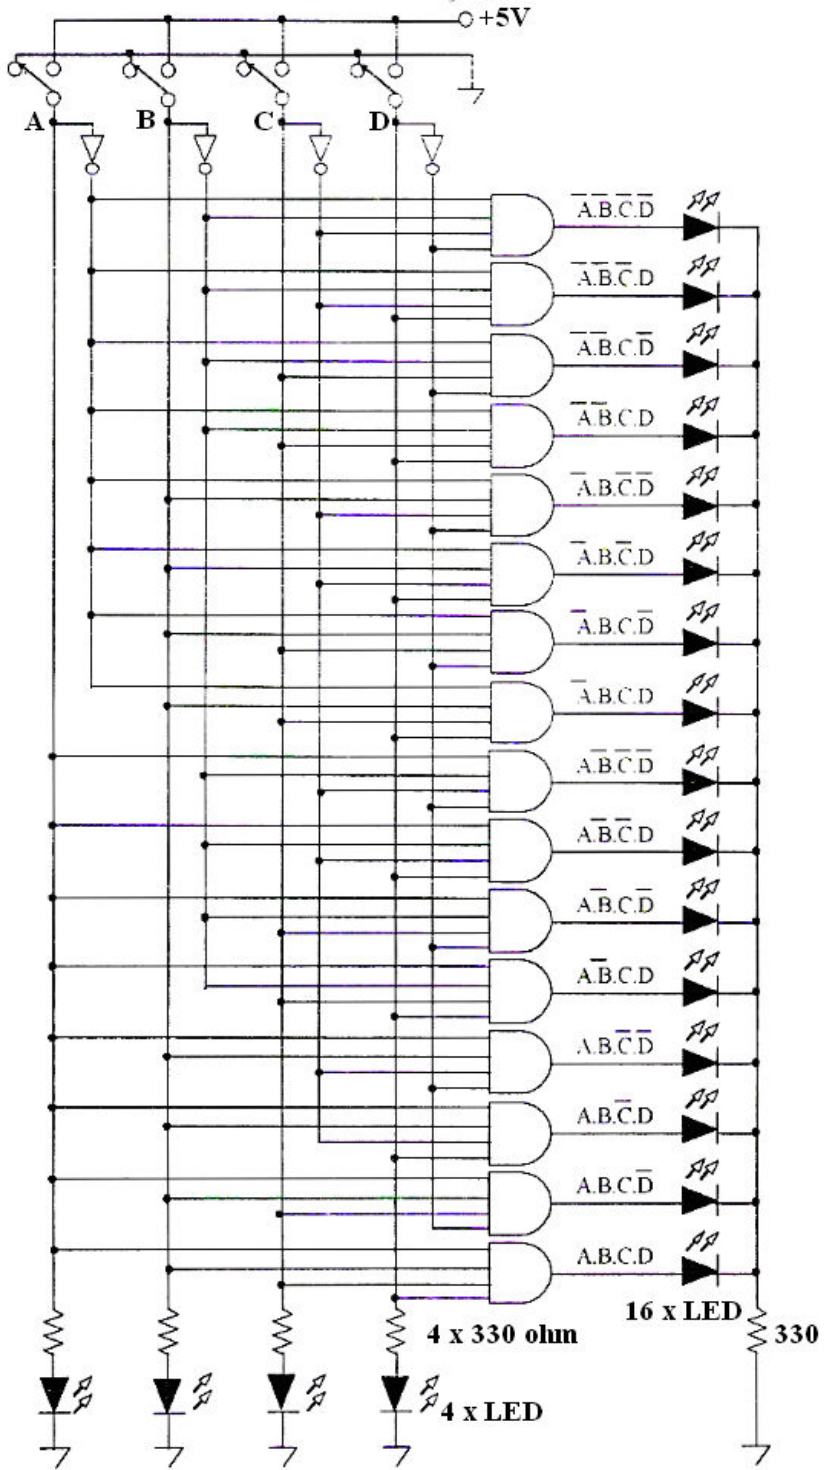 +5V
A B C D
A̅.B̅.C̅.D̅
A̅.B̅.C̅.D
A̅.B̅.C.D̅
A̅.B̅.C.D
A̅.B.C̅.D̅
A̅.B.C̅.D
A̅.B.C.D̅
A̅.B.C.D
A.B̅.C̅.D̅
A.B̅.C̅.D
A.B̅.C.D̅
A.B̅.C.D
A.B.C̅.D̅
A.B.C̅.D
A.B.C.D̅
A.B.C.D
16 x LED
4 x 330 ohm
330
4 x LED